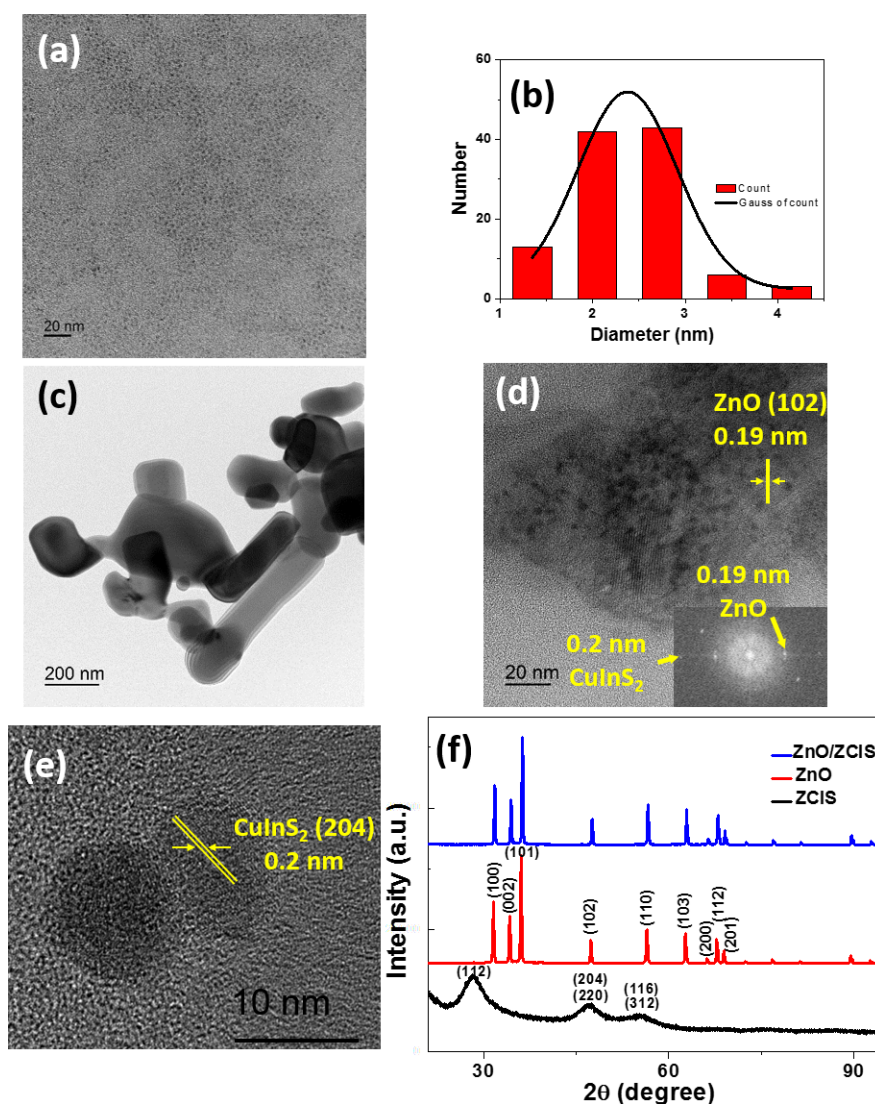 (a)
20 nm
(b)
60
40
20
0
Number
Count
Gauss of count
1
2
3
4
Diameter (nm)
(c)
200 nm
(d)
ZnO (102)
0.19 nm
0.19 nm
ZnO
0.2 nm
CuInS₂
20 nm
(e)
CuInS₂ (204)
0.2 nm
10 nm
(f)
ZnO/ZCIS
ZnO
ZCIS
Intensity (a.u.)
(100)
(002)
(101)
(102)
(110)
(103)
(200)
(112)
(201)
(112)
(204)
(220)
(116)
(312)
30
60
90
2θ (degree)